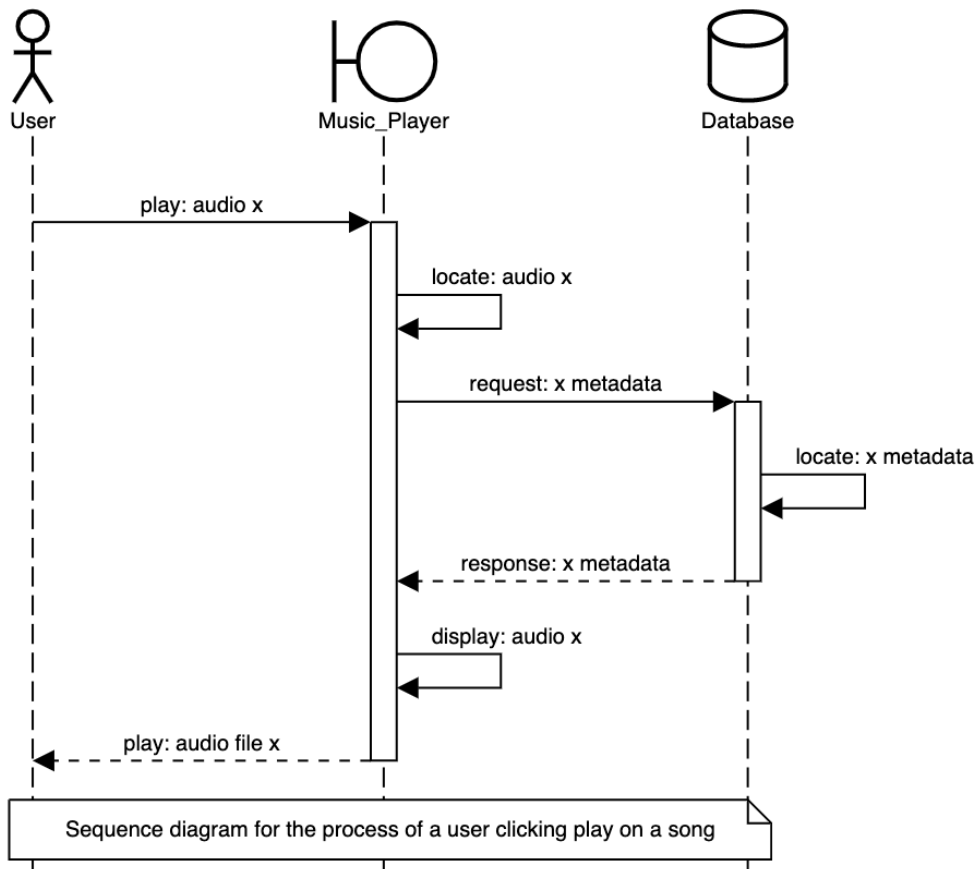 User
Music_Player
Database
play: audio x
locate: audio x
request: x metadata
locate: x metadata
response: x metadata
display: audio x
play: audio file x
Sequence diagram for the process of a user clicking play on a song